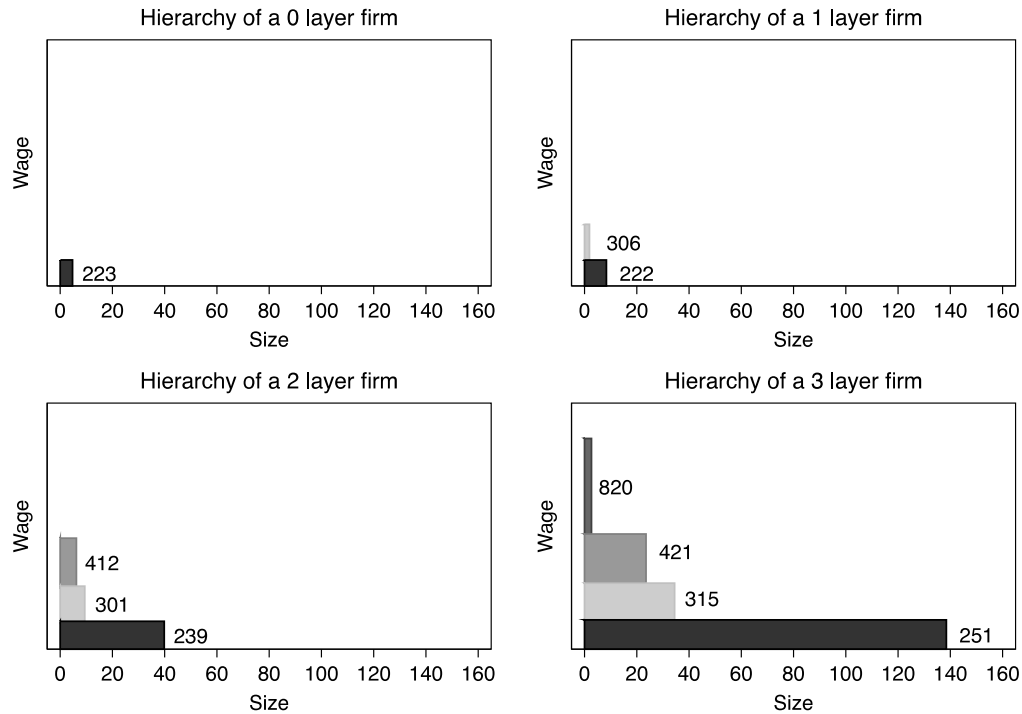 Hierarchy of a 0 layer firm
Wage
223
0 20 40 60 80 100 120 140 160
Size
Hierarchy of a 1 layer firm
Wage
306
222
0 20 40 60 80 100 120 140 160
Size
Hierarchy of a 2 layer firm
Wage
412
301
239
0 20 40 60 80 100 120 140 160
Size
Hierarchy of a 3 layer firm
Wage
820
421
315
251
0 20 40 60 80 100 120 140 160
Size